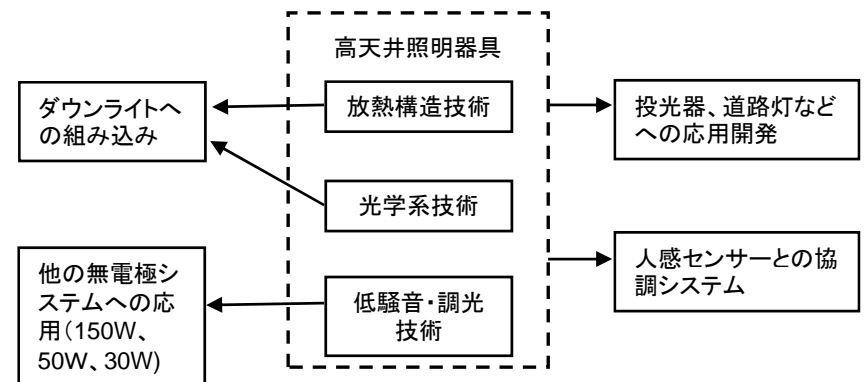 高天井照明器具
放熱構造技術
光学系技術
低騒音・調光
技術
ダウンライトへ
の組み込み
他の無電極シ
ステムへの応
用(150W、
50W、30W)
投光器、道路灯など
への応用開発
人感センサーとの協
調システム